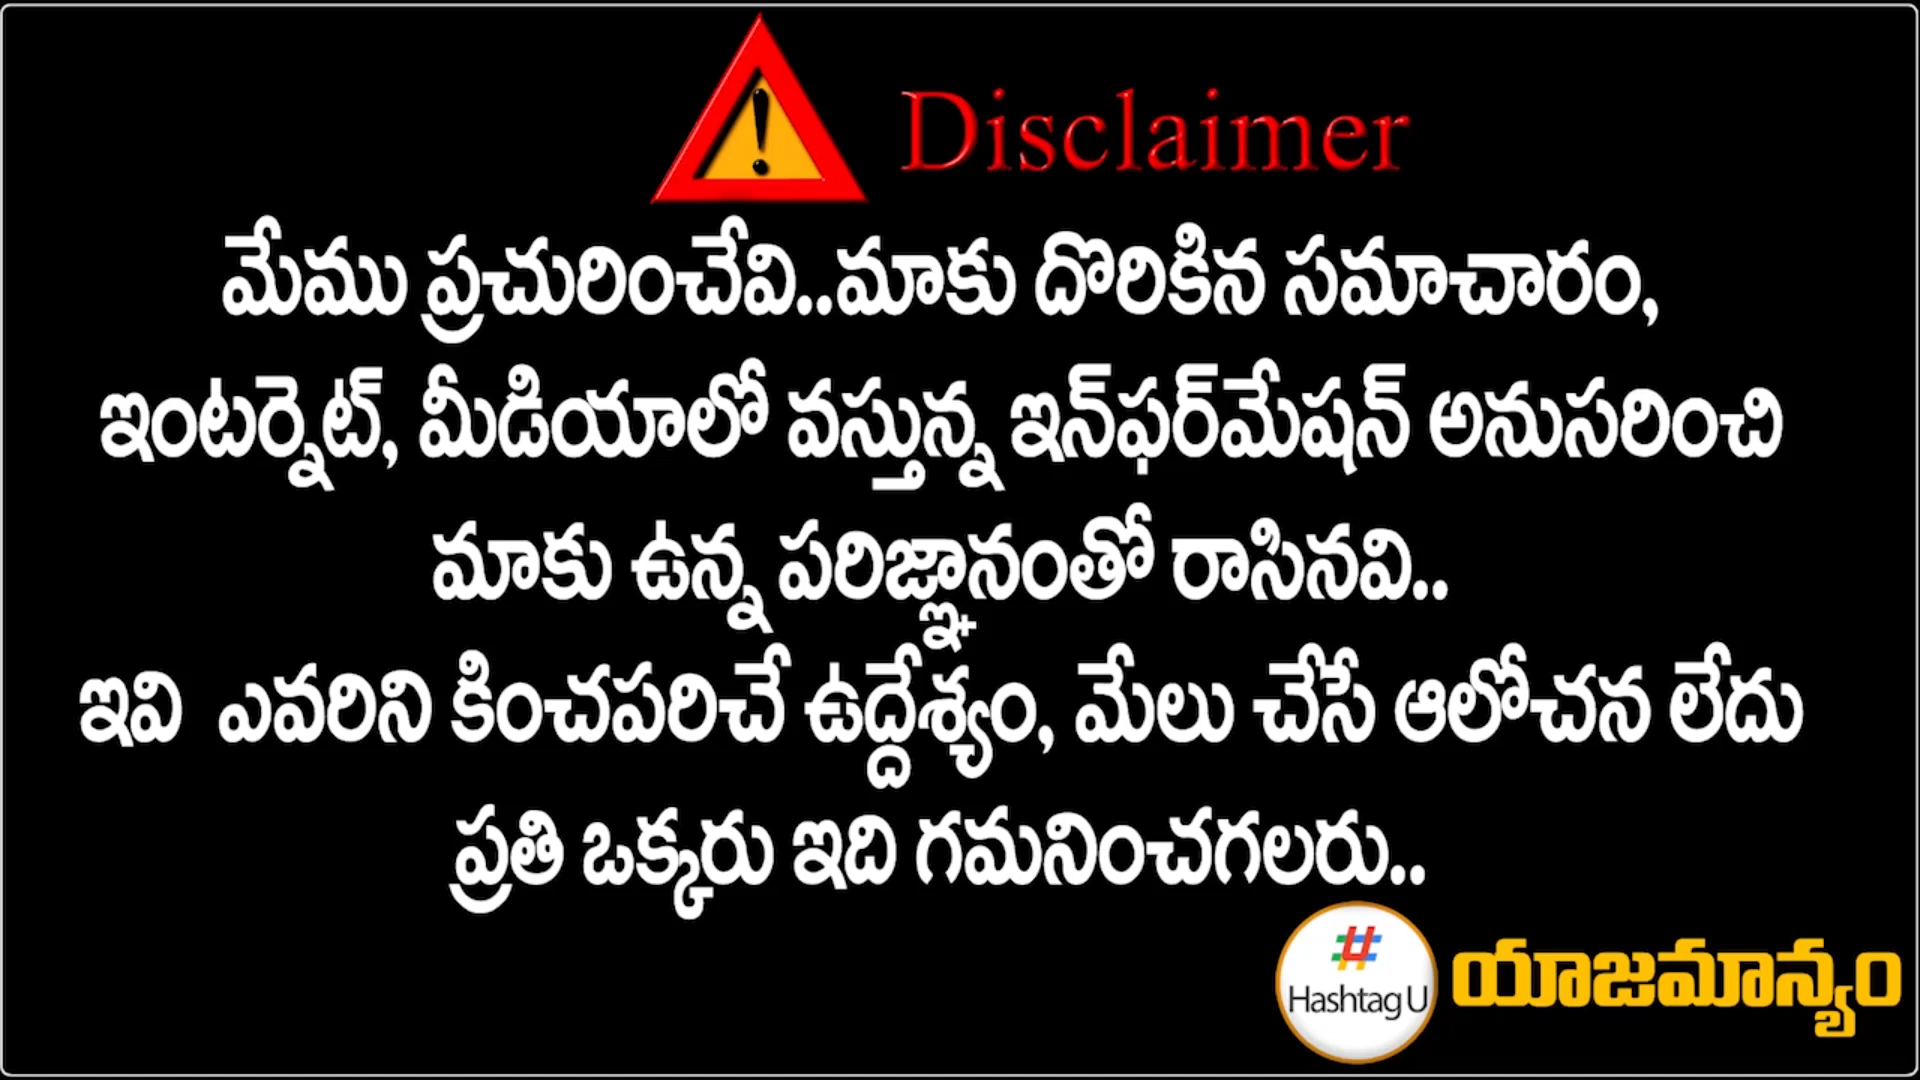 Disclaimer
మేము ప్రచురించేవి..మాకు దొరికిన సమాచారం,
ఇంటర్నెట్, మీడియాలో వస్తున్న ఇన్‌ఫర్‌మేషన్ అనుసరించి
మాకు ఉన్న పరిజ్ఞానంతో రాసినవి..
ఇవి ఎవరిని కించపరిచే ఉద్దేశ్యం, మేలు చేసే ఆలోచన లేదు
ప్రతి ఒక్కరు ఇది గమనించగలరు..
Hashtag U
యాజమాన్యం